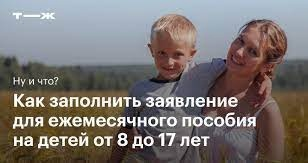 Т—Ж
Ну и что?
Как заполнить заявление
для ежемесячного пособия
на детей от 8 до 17 лет